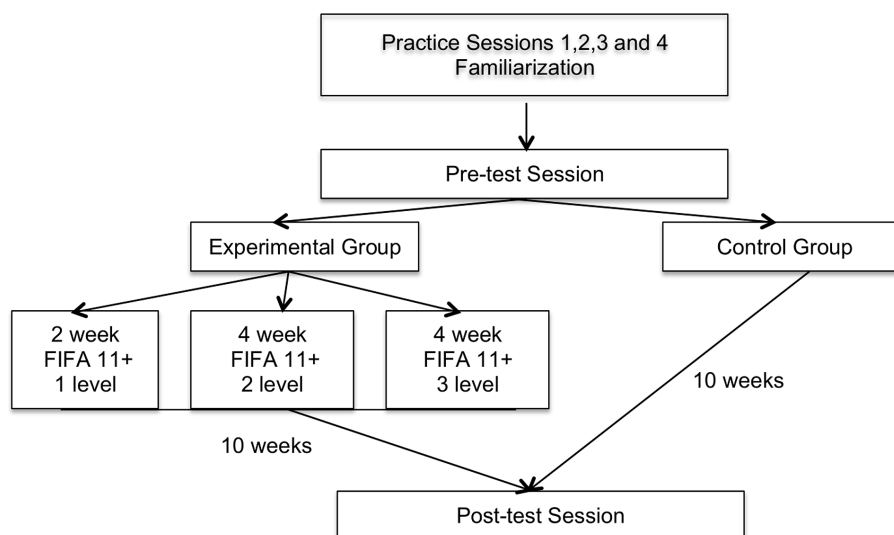 Practice Sessions 1,2,3 and 4
Familiarization
Pre-test Session
Experimental Group
Control Group
2 week
FIFA 11+
1 level
4 week
FIFA 11+
2 level
4 week
FIFA 11+
3 level
10 weeks
10 weeks
Post-test Session